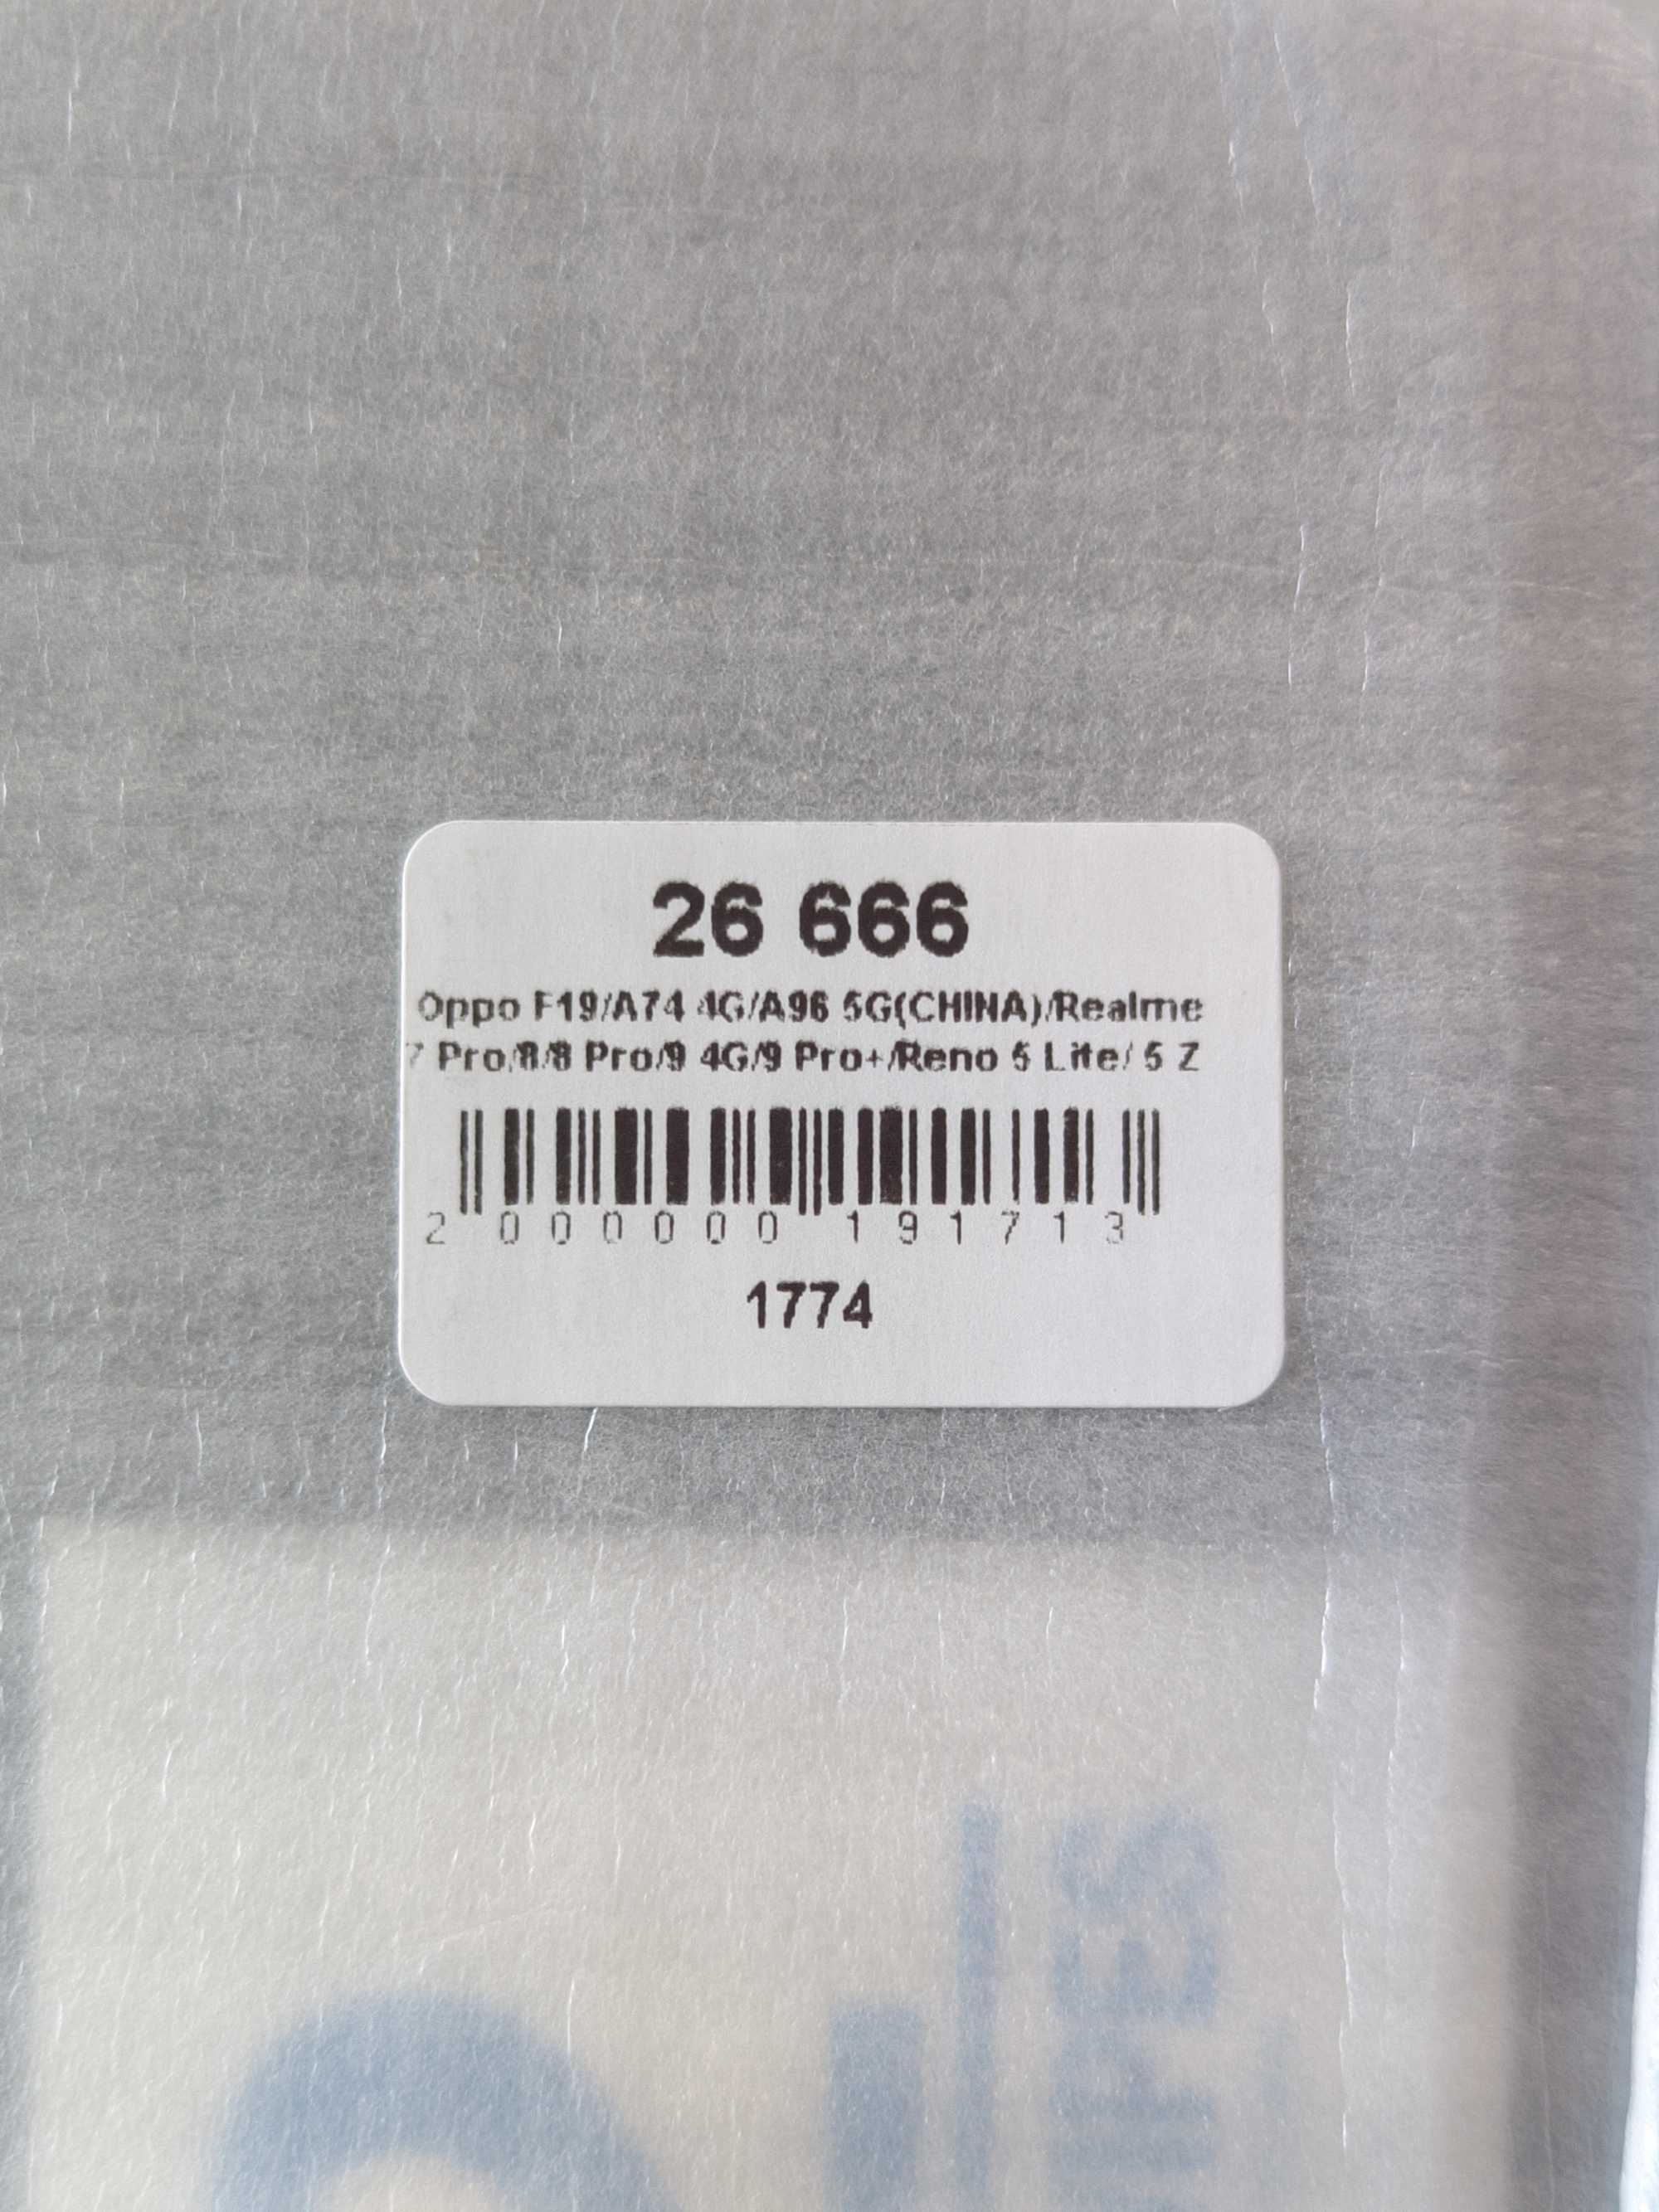 26 666
Oppo F19/A74 4G/A96 5G(CHINA)/Realme
7 Pro/8/8 Pro/9 4G/9 Pro+/Reno 5 Lite/ 5 Z
2 000000 191713
1774